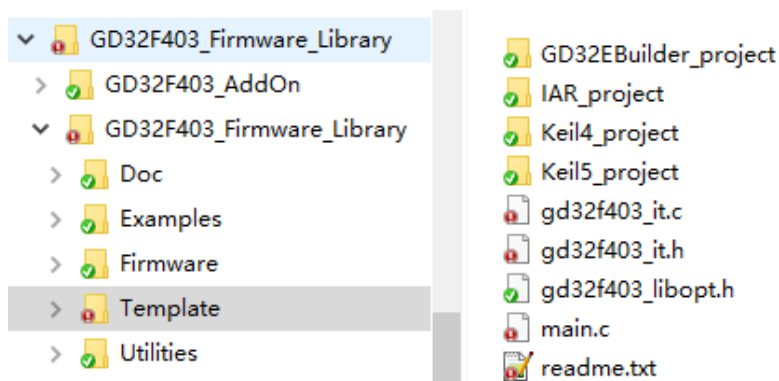 GD32F403_Firmware_Library
GD32F403_AddOn
GD32F403_Firmware_Library
Doc
Examples
Firmware
Template
Utilities
GD32EBuilder_project
IAR_project
Keil4_project
Keil5_project
gd32f403_it.c
gd32f403_it.h
gd32f403_libopt.h
main.c
readme.txt